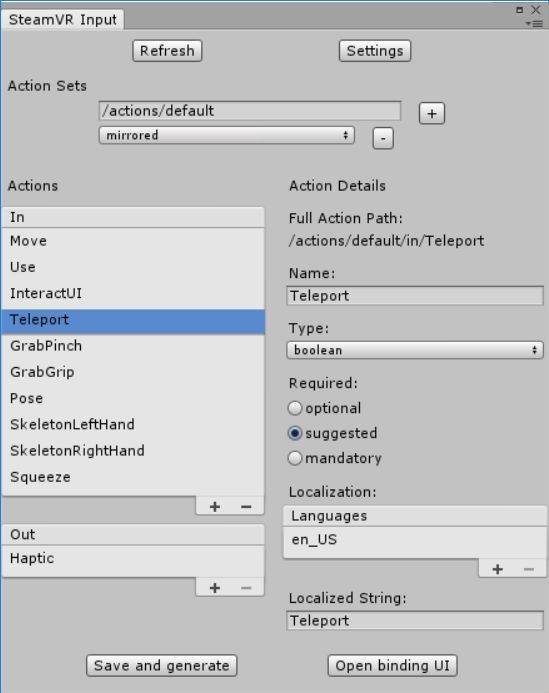 SteamVR Input
Refresh
Settings
Action Sets
/actions/default
+
mirrored
-
Actions
In
Move
Use
InteractUI
Teleport
GrabPinch
GrabGrip
Pose
SkeletonLeftHand
SkeletonRightHand
Squeeze
+ −
Out
Haptic
+ −
Action Details
Full Action Path:
/actions/default/in/Teleport
Name:
Teleport
Type:
boolean
Required:
optional
suggested
mandatory
Localization:
Languages
en_US
+ −
Localized String:
Teleport
Save and generate
Open binding UI